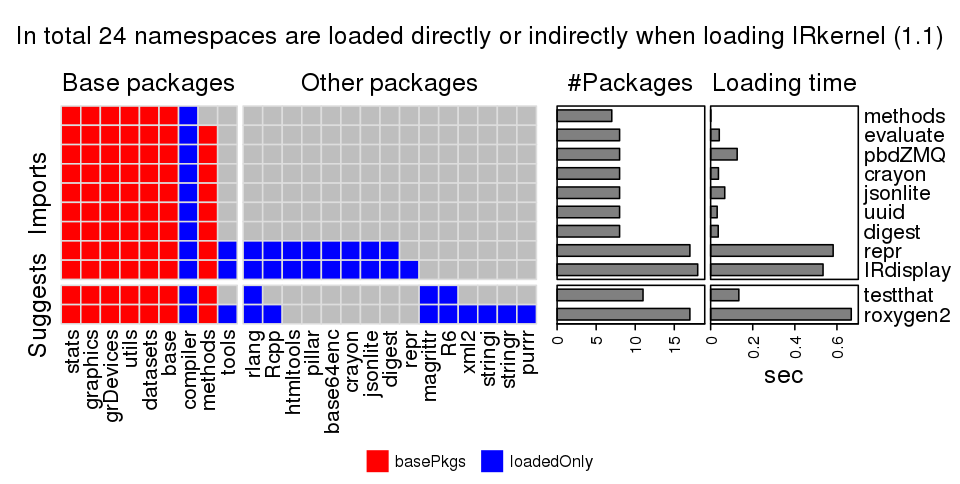 In total 24 namespaces are loaded directly or indirectly when loading IRkernel (1.1)
Base packages
Other packages
#Packages
Loading time
Imports
Suggests
methods
evaluate
pbdZMQ
crayon
jsonlite
uuid
digest
repr
IRdisplay
testthat
roxygen2
stats
graphics
grDevices
utils
datasets
base
compiler
methods
tools
rlang
Rcpp
htmltools
pillar
base64enc
crayon
jsonlite
digest
repr
magrittr
R6
xml2
stringi
stringr
purrr
0
5
10
15
0
0.2
0.4
0.6
sec
basePkgs
loadedOnly